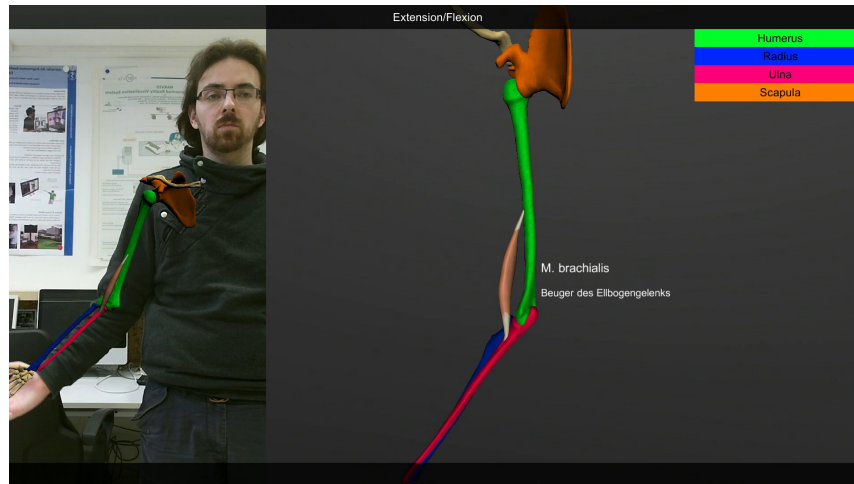 Extension/Flexion
Humerus
Radius
Ulna
Scapula
M. brachialis
Beuger des Ellbogengelenks